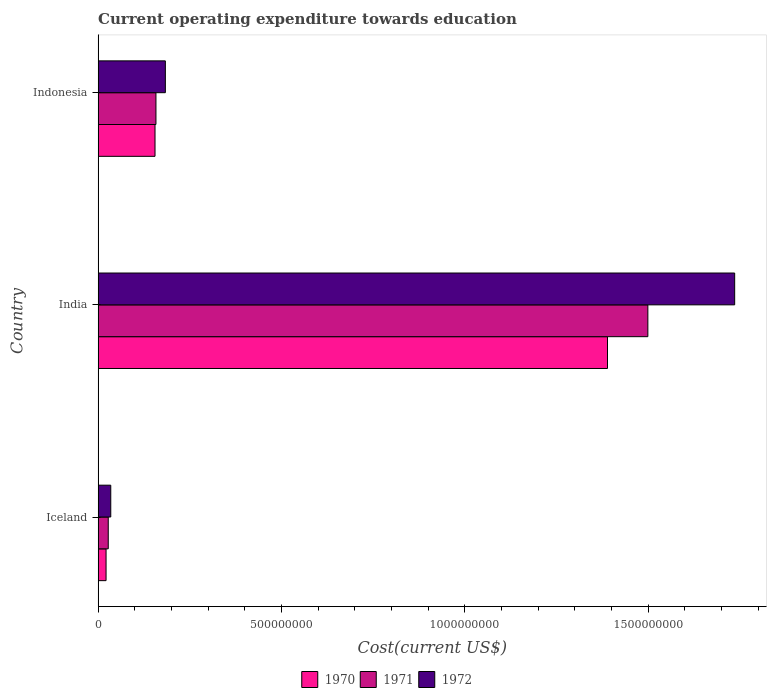 Current operating expenditure towards education
Indonesia
India
Iceland
Country
0
500000000
1000000000
1500000000
Cost(current US$)
1970
1971
1972